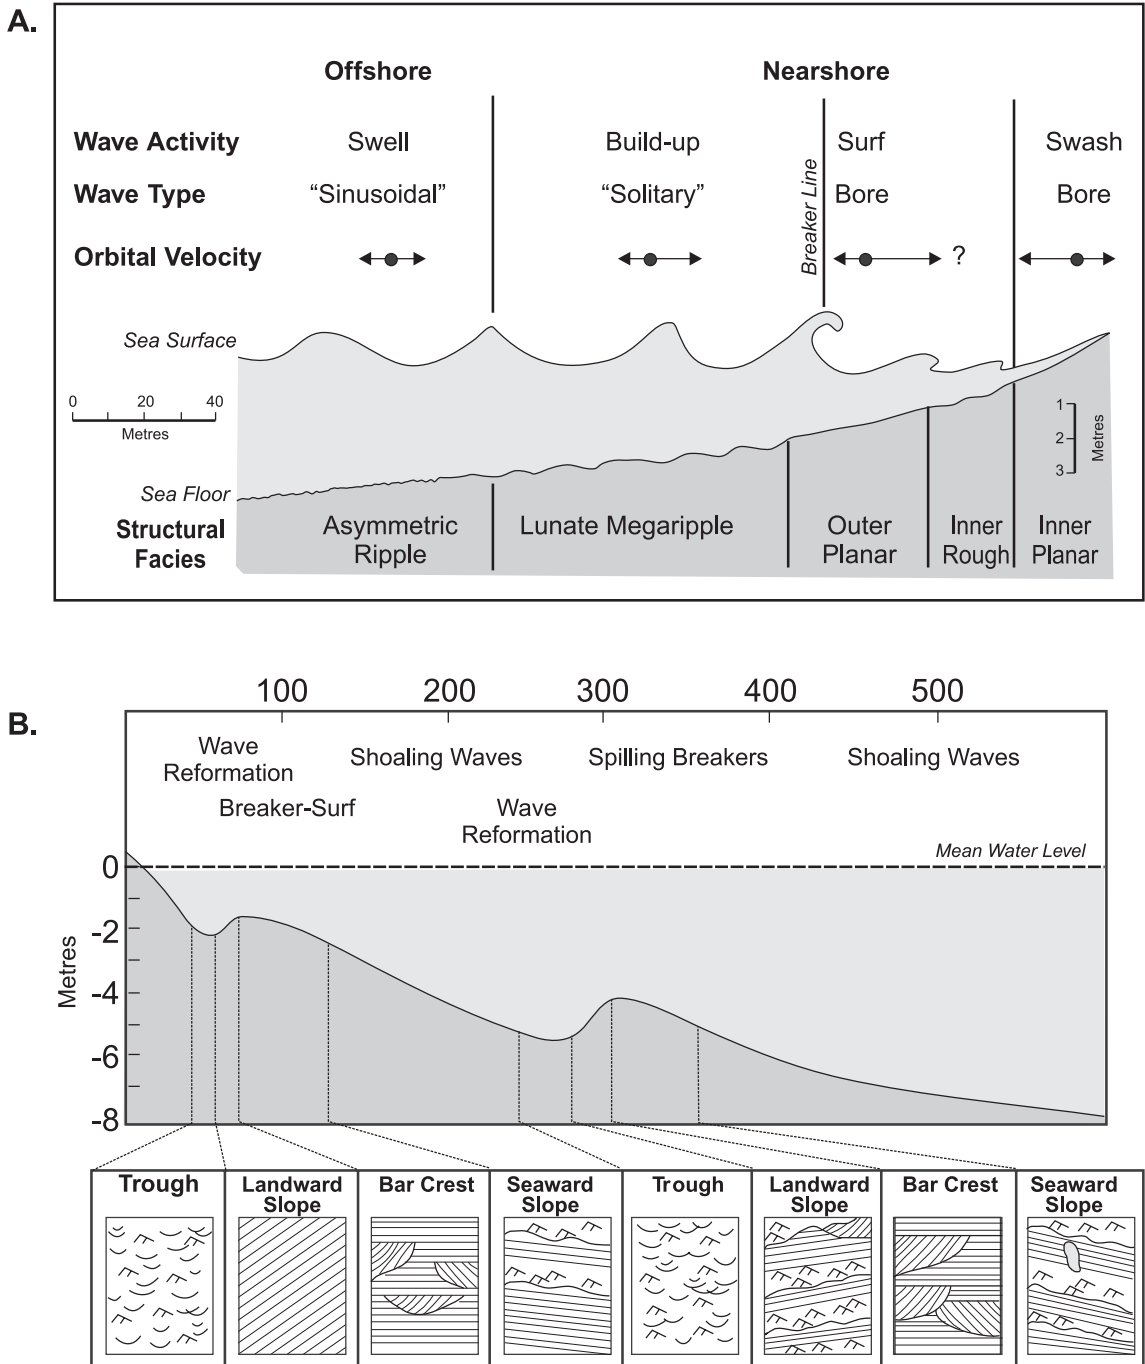 A.
Offshore Nearshore
Wave Activity Swell Build-up Surf Swash
Wave Type “Sinusoidal” “Solitary” Bore Bore
Breaker Line
Orbital Velocity ?
Sea Surface
0 20 40
Metres
1
2
3
Metres
Sea Floor
Structural
Facies
Asymmetric
Ripple
Lunate Megaripple
Outer
Planar
Inner
Rough
Inner
Planar
B.
100 200 300 400 500
Wave
Reformation
Shoaling Waves
Spilling Breakers
Shoaling Waves
Breaker-Surf
Wave
Reformation
Mean Water Level
0
-2
-4
-6
-8
Metres
Trough
Landward
Slope
Bar Crest
Seaward
Slope
Trough
Landward
Slope
Bar Crest
Seaward
Slope